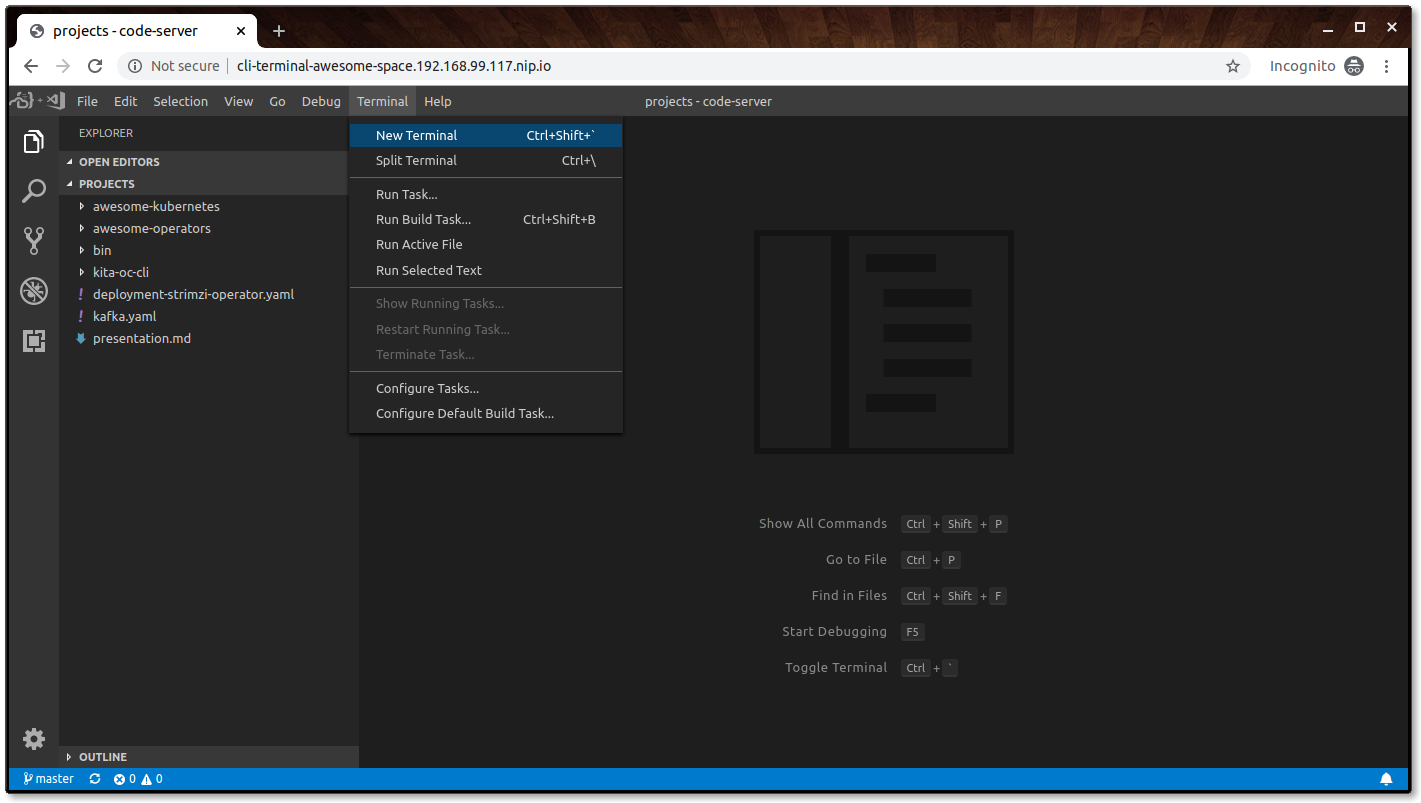 projects - code-server
Not secure
cli-terminal-awesome-space.192.168.99.117.nip.io
Incognito
File Edit Selection View Go Debug Terminal Help
projects - code-server
EXPLORER
OPEN EDITORS
PROJECTS
awesome-kubernetes
awesome-operators
bin
kita-oc-cli
! deployment-strimzi-operator.yaml
! kafka.yaml
presentation.md
New Terminal Ctrl+Shift+`
Split Terminal Ctrl+\
Run Task...
Run Build Task... Ctrl+Shift+B
Run Active File
Run Selected Text
Show Running Tasks...
Restart Running Task...
Terminate Task...
Configure Tasks...
Configure Default Build Task...
Show All Commands Ctrl + Shift + P
Go to File Ctrl + P
Find in Files Ctrl + Shift + F
Start Debugging F5
Toggle Terminal Ctrl + `
OUTLINE
master 0 0